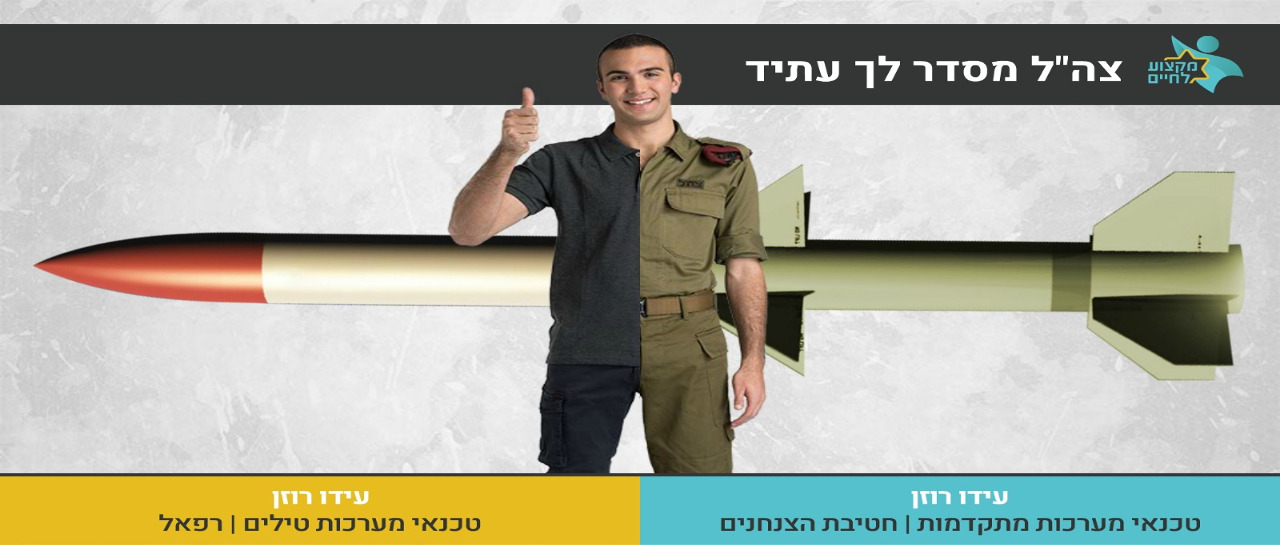 צה"ל מסדר לך עתיד
מקצוע
לחיים
עידו רוזן
טכנאי מערכות מתקדמות | חטיבת הצנחנים
עידו רוזן
טכנאי מערכות טילים | רפאל